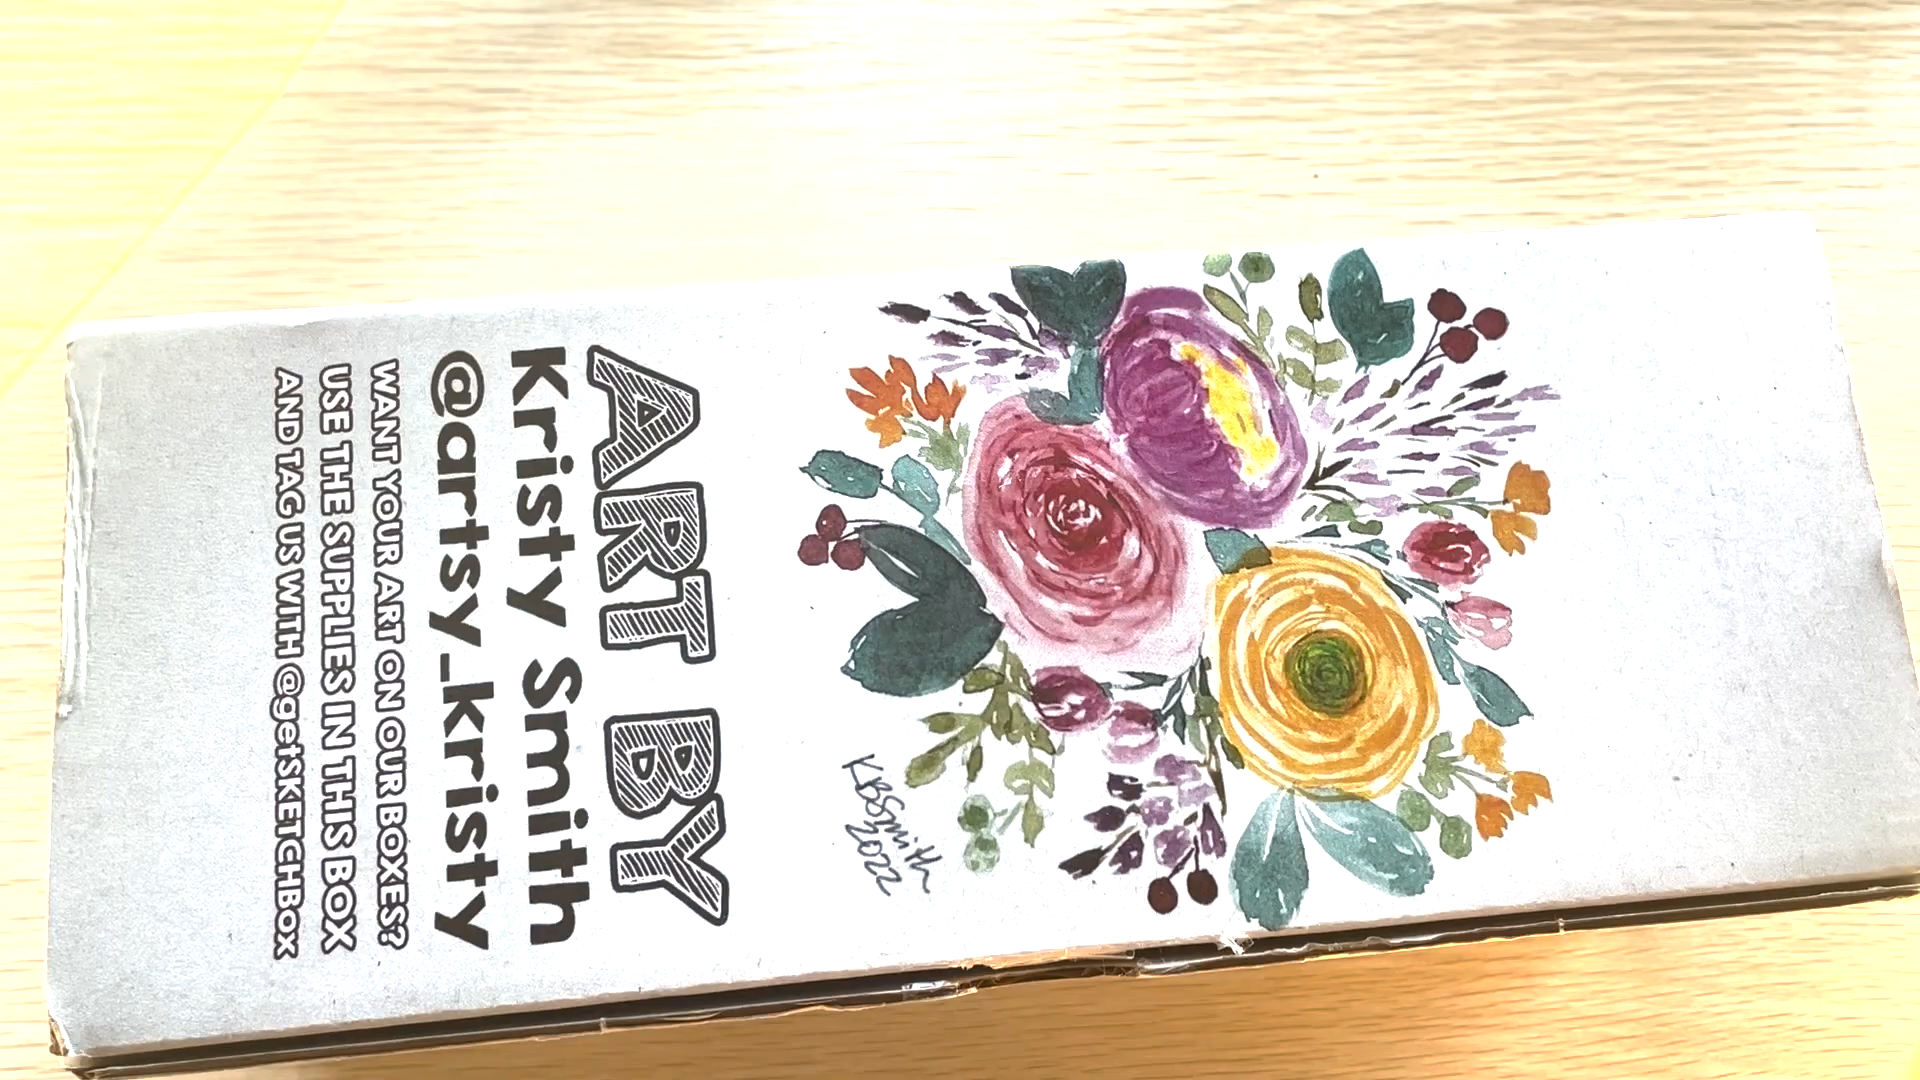 ART BY
Kristy Smith
@artsy_kristy
WANT YOUR ART ON OUR BOXES?
USE THE SUPPLIES IN THIS BOX
AND TAG US WITH @getSKETCHBOX
KBSSmith
2022